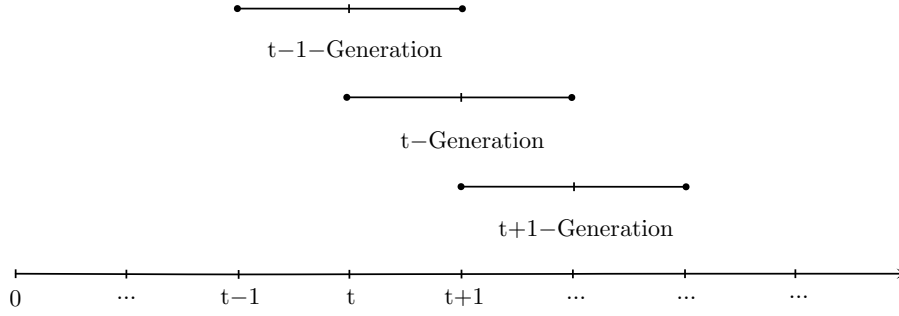 t−1−Generation
t−Generation
t+1−Generation
0 ... t−1 t t+1 ... ... ...